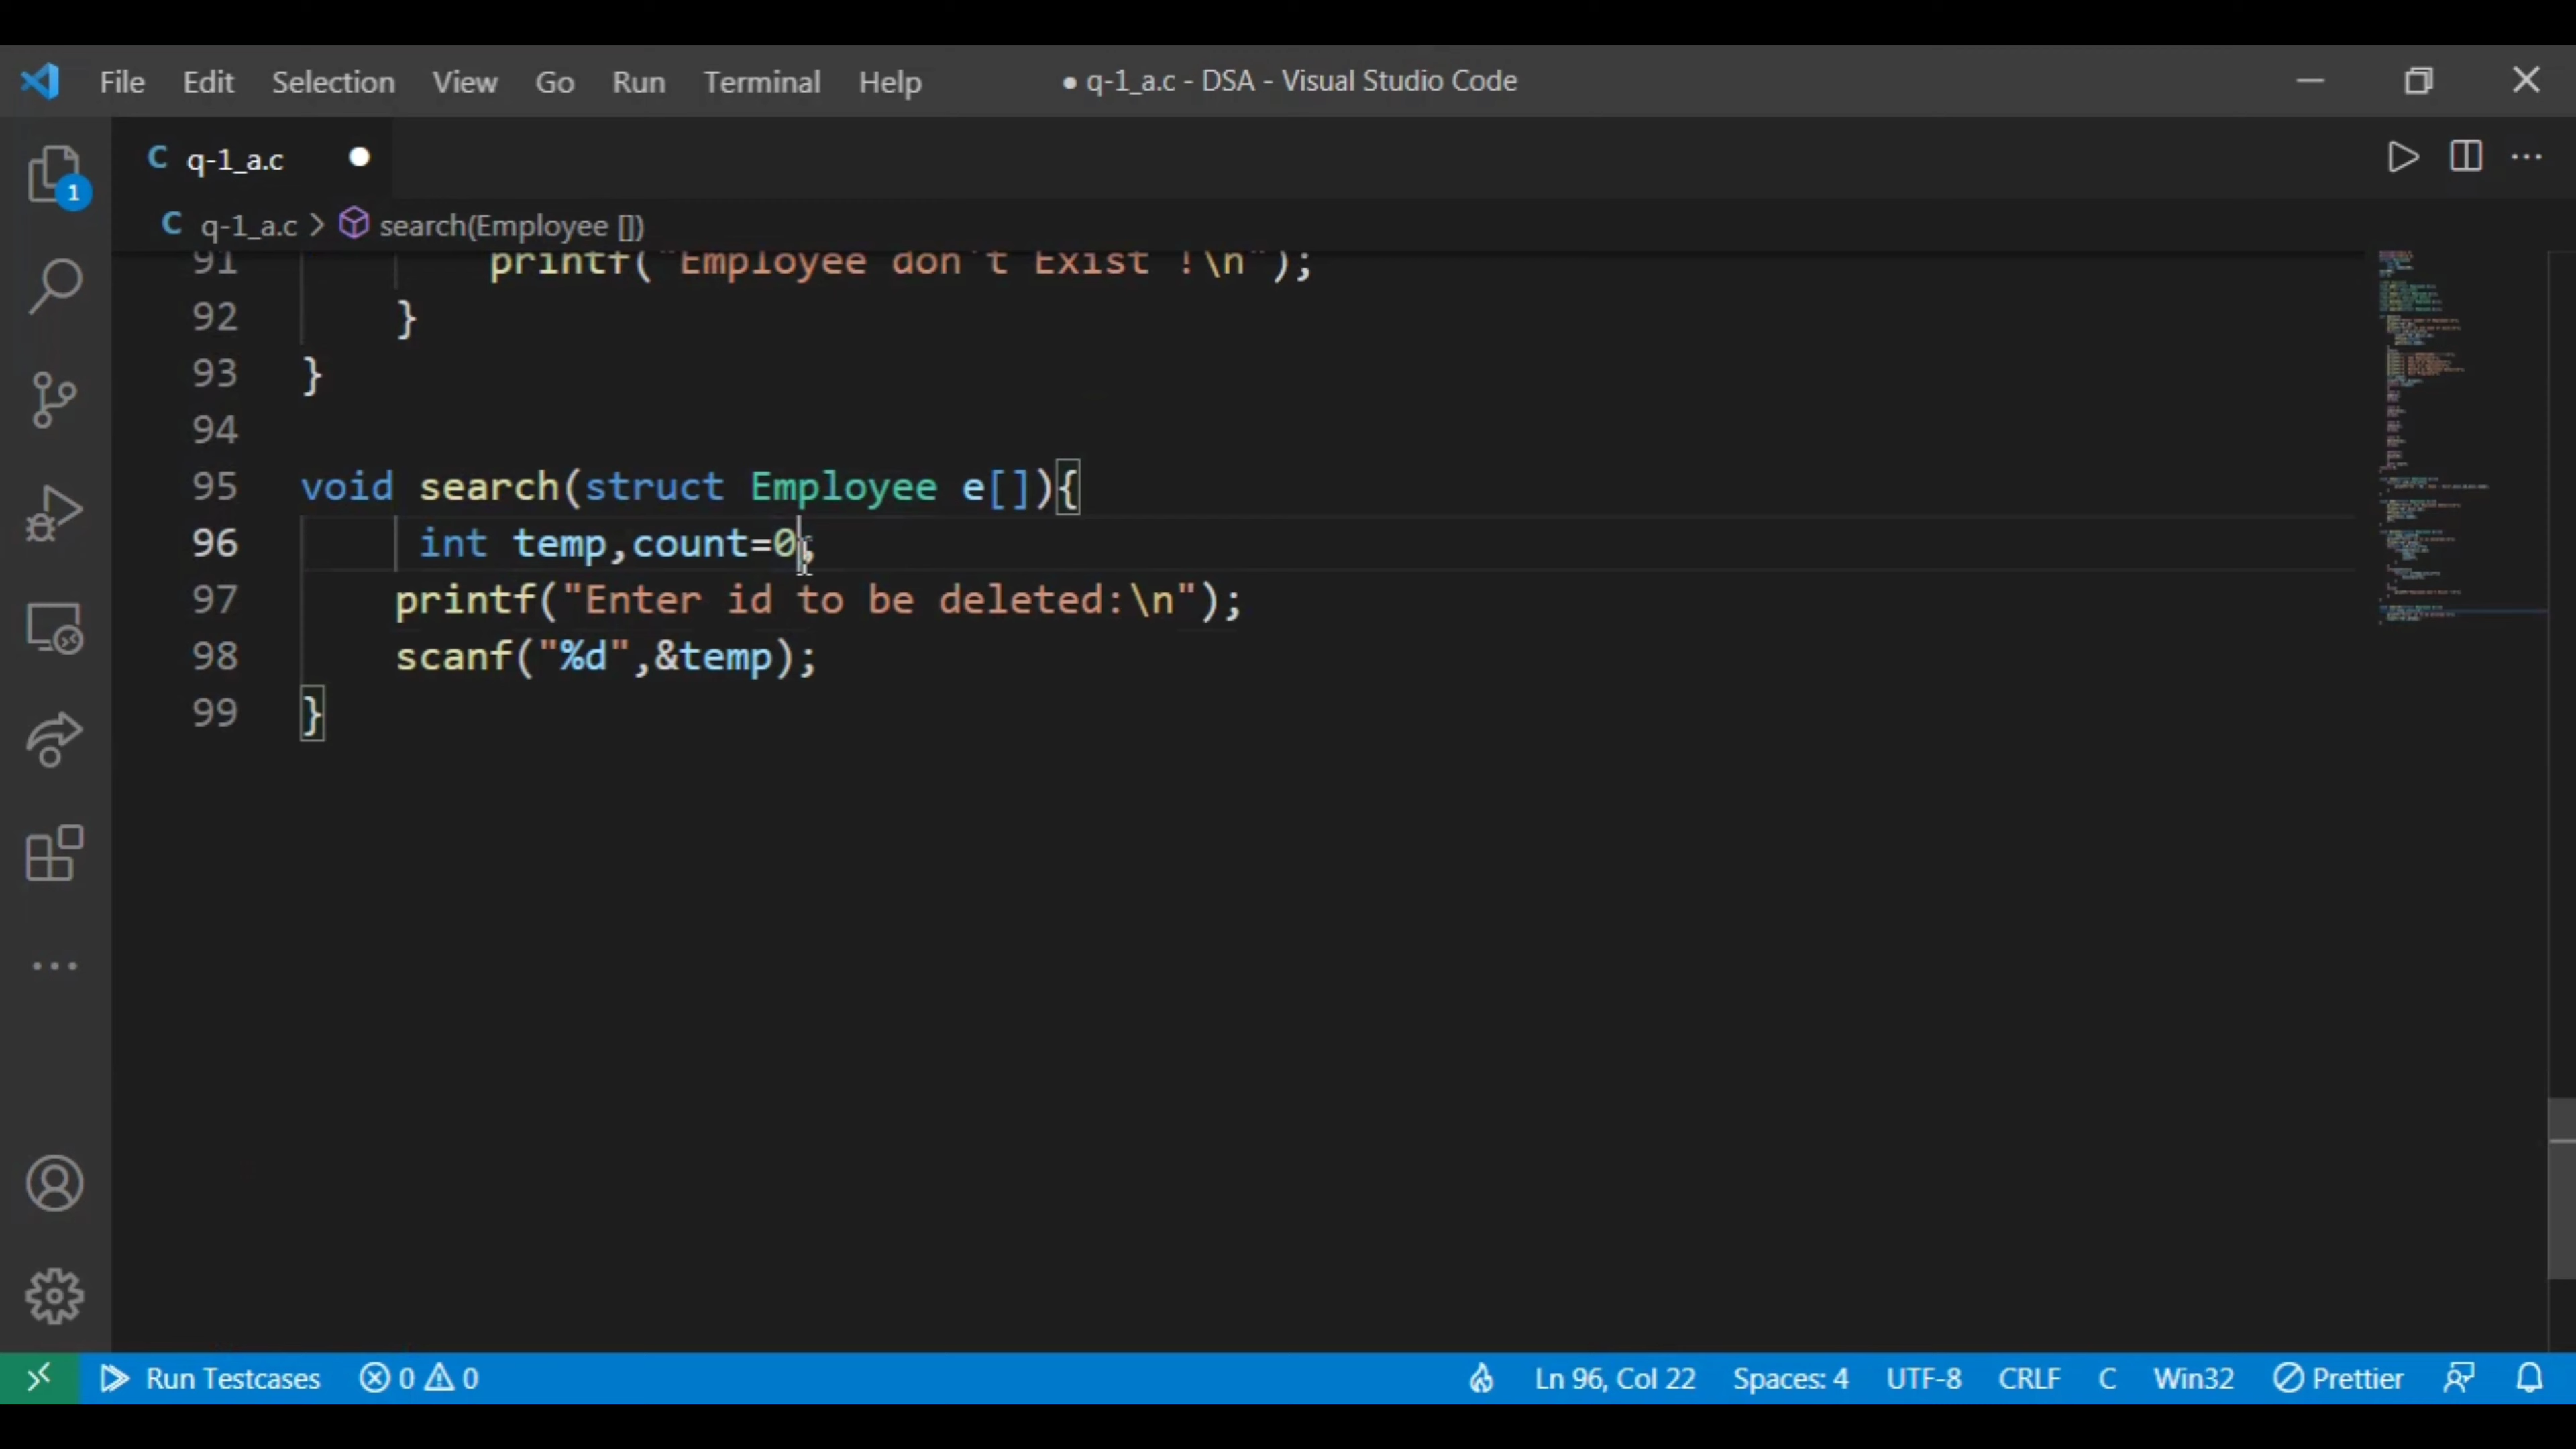 File Edit Selection View Go Run Terminal Help ● q-1_a.c - DSA - Visual Studio Code
C q-1_a.c
C q-1_a.c > search(Employee [])
1
91 printf("Employee don't Exist !\n");
92 }
93 }
94
95 void search(struct Employee e[]){
96 int temp,count=0;
97 printf("Enter id to be deleted:\n");
98 scanf("%d",&temp);
99 }
Run Testcases 0 0 Ln 96, Col 22 Spaces: 4 UTF-8 CRLF C Win32 Prettier